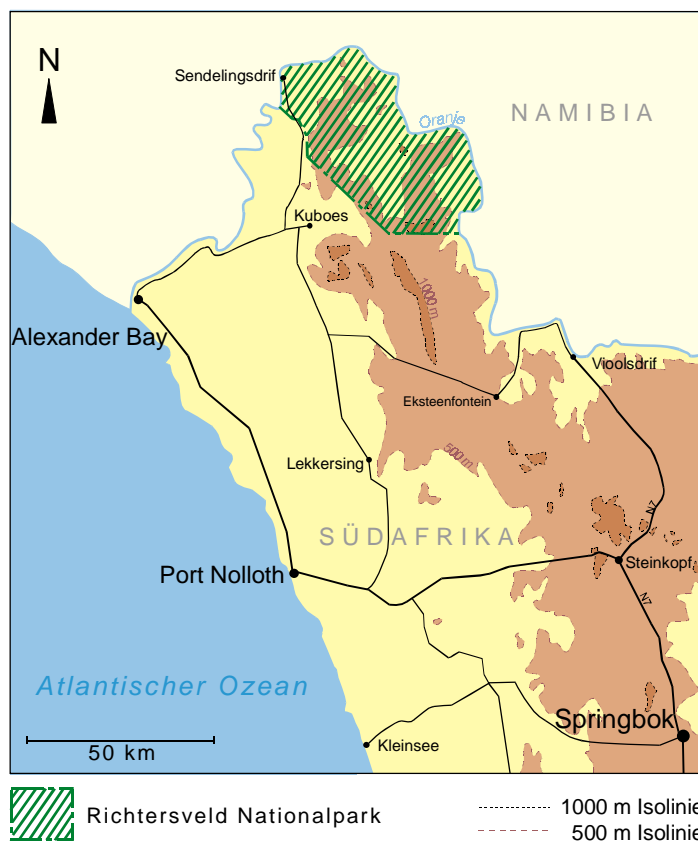 N
Sendelingsdrif
NAMIBIA
Oranje
Kuboes
1000 m
Alexander Bay
Vioolsdrif
Eksteenfontein
500 m
Lekkersing
N7
SÜDAFRIKA
Port Nolloth
Steinkopf
N7
Atlantischer Ozean
Springbok
50 km
Kleinsee
Richtersveld Nationalpark
1000 m Isolinie
500 m Isolinie